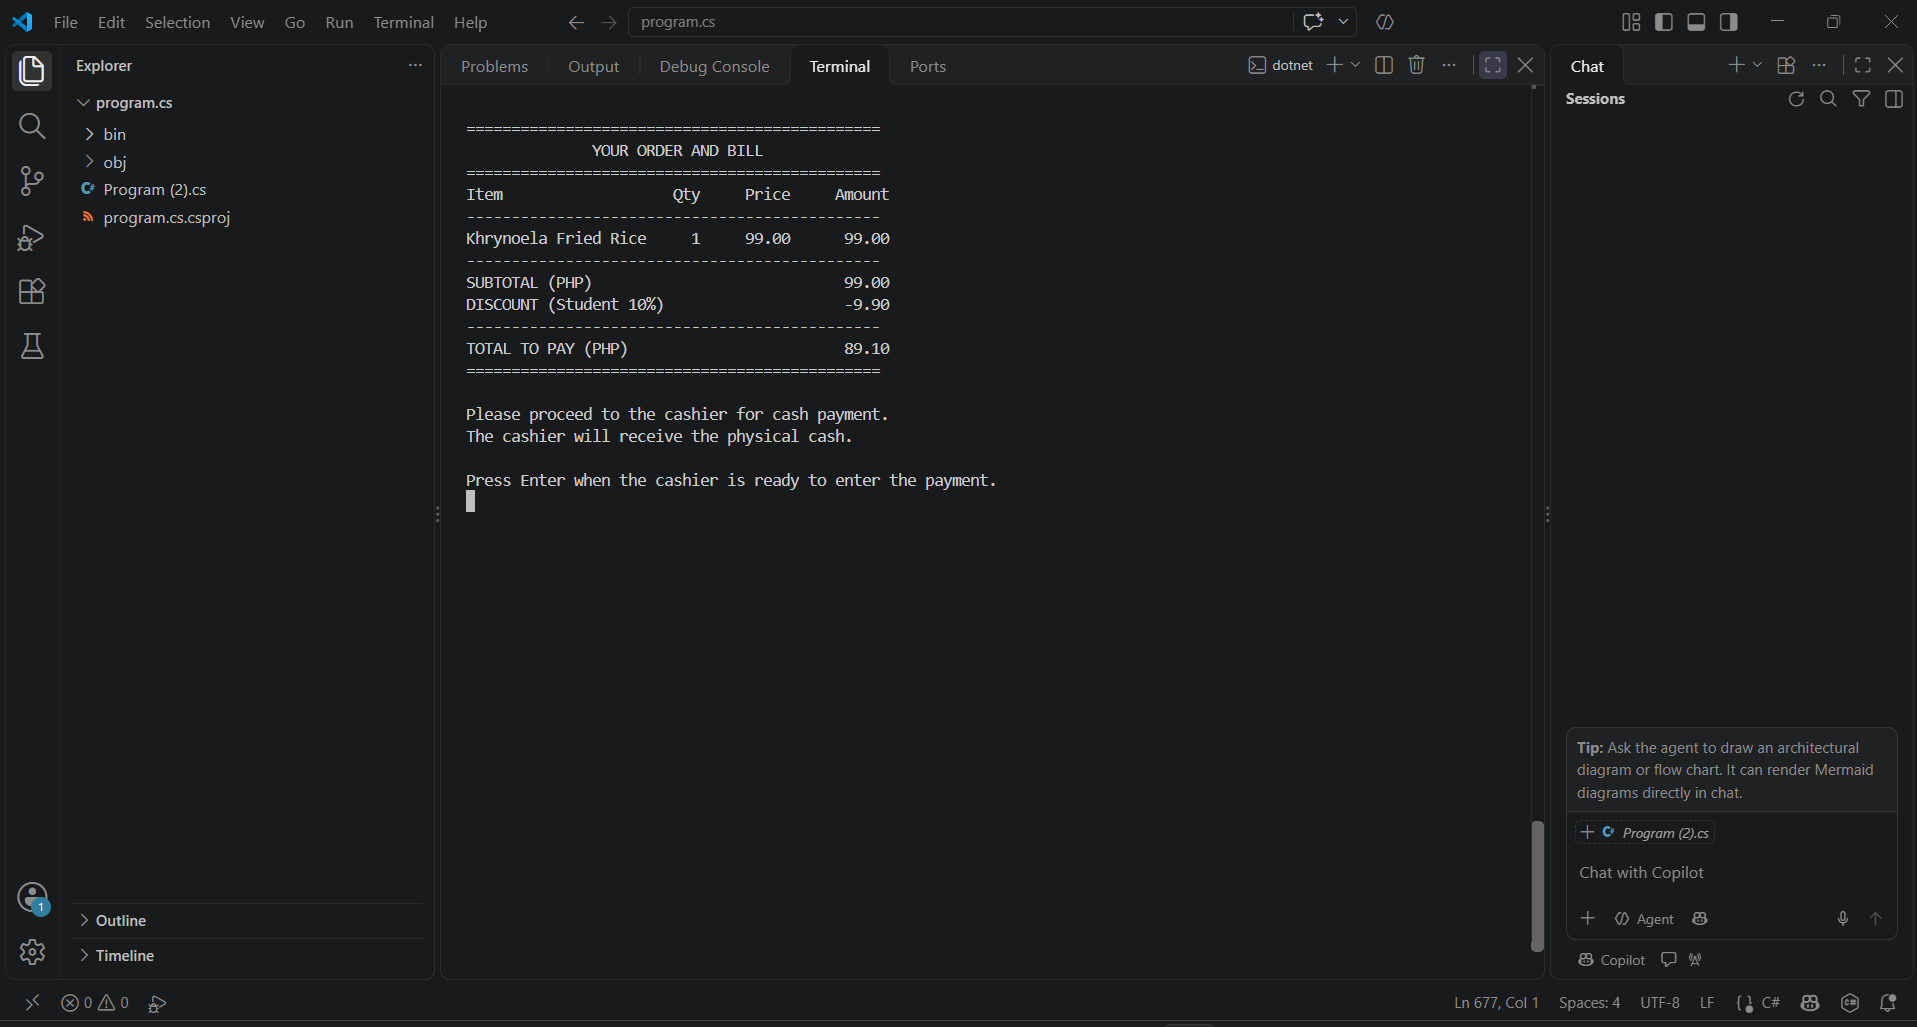 File Edit Selection View Go Run Terminal Help
program.cs
Explorer
program.cs
bin
obj
Program (2).cs
program.cs.csproj
Outline
Timeline
Problems Output Debug Console Terminal Ports
dotnet
==============================================
YOUR ORDER AND BILL
==============================================
Item Qty Price Amount
----------------------------------------------
Khrynoela Fried Rice 1 99.00 99.00
----------------------------------------------
SUBTOTAL (PHP) 99.00
DISCOUNT (Student 10%) -9.90
----------------------------------------------
TOTAL TO PAY (PHP) 89.10
==============================================
Please proceed to the cashier for cash payment.
The cashier will receive the physical cash.
Press Enter when the cashier is ready to enter the payment.
Chat
Sessions
Tip: Ask the agent to draw an architectural
diagram or flow chart. It can render Mermaid
diagrams directly in chat.
Program (2).cs
Chat with Copilot
Agent
Copilot
1
0 0
Ln 677, Col 1 Spaces: 4 UTF-8 LF { } C#